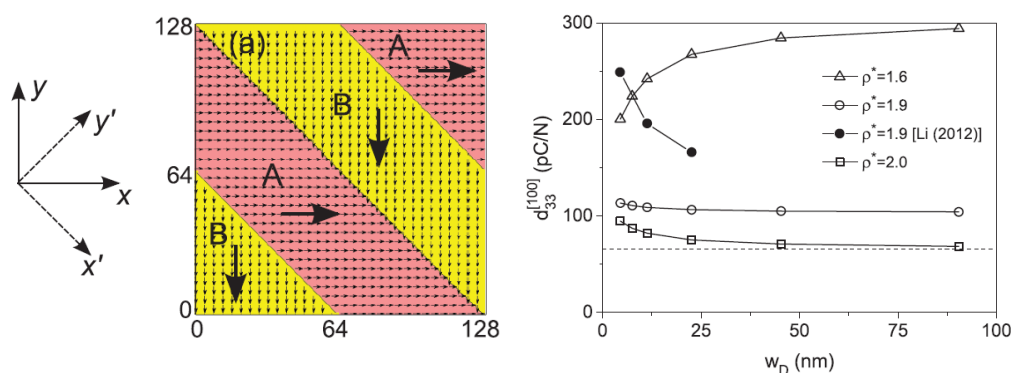 y
y'
x
x'
128
64
0
0
64
128
(a)
A
B
A
B
d₃₃^[100] (pC/N)
300
200
100
0
0
25
50
75
100
w_D (nm)
ρ*=1.6
ρ*=1.9
ρ*=1.9 [Li (2012)]
ρ*=2.0